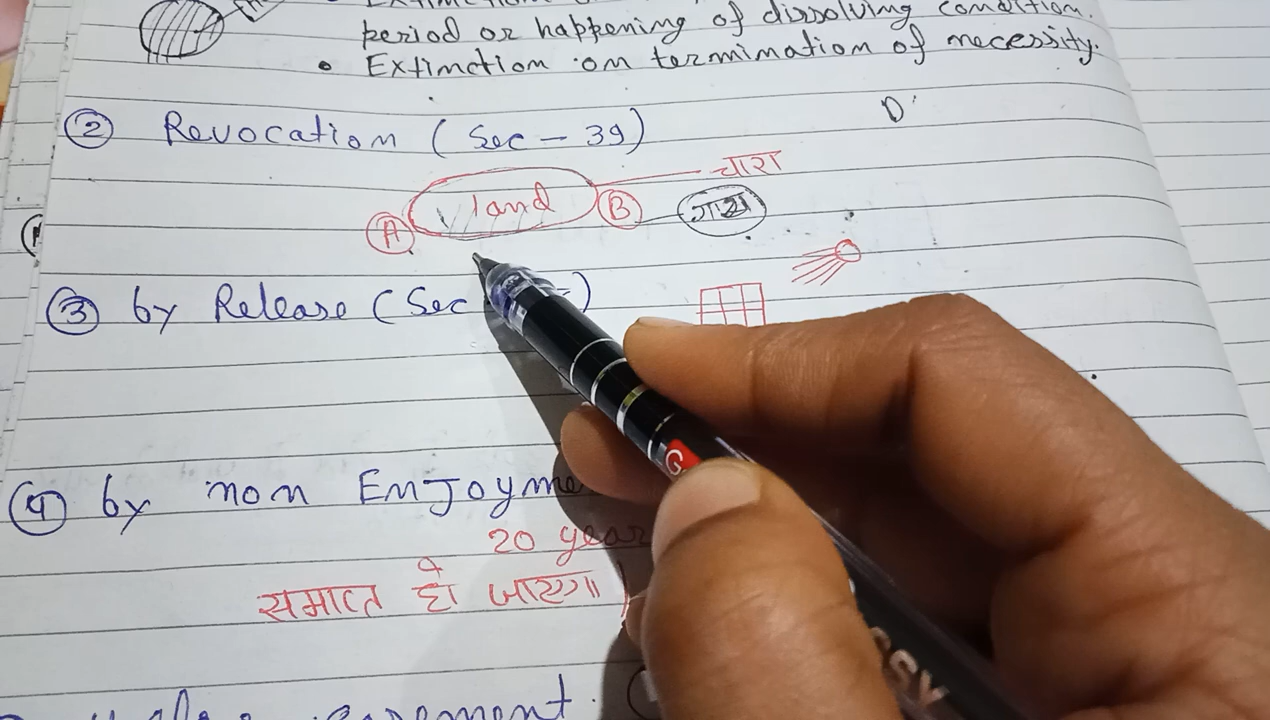 period or happening of dissolving condition.
• Extinction on termination of necessity.
② Revocation (Sec - 39)
D'
land चारा
A B गाय
③ by Release (Sec
④ by non Enjoyme
20 year
समाप्त हो जाएगा